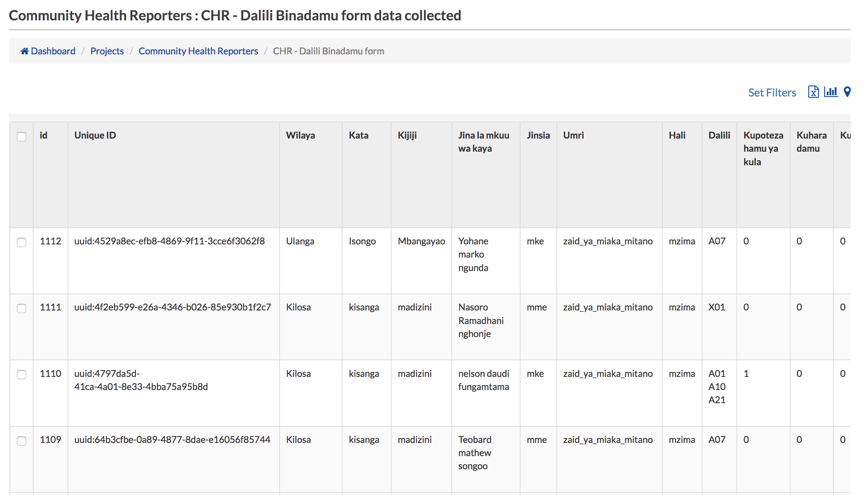 Community Health Reporters : CHR - Dalili Binadamu form data collected
Dashboard / Projects / Community Health Reporters / CHR - Dalili Binadamu form
Set Filters
id Unique ID Wilaya Kata Kijiji Jina la mkuu wa kaya Jinsia Umri Hali Dalili Kupoteza hamu ya kula Kuhara damu Ku
1112 uuid:4529a8ec-efb8-4869-9f11-3cce6f3062f8 Ulanga Isongo Mbangayao Yohane marko ngunda mke zaid_ya_miaka_mitano mzima A07 0 0 0
1111 uuid:4f2eb599-e26a-4346-b026-85e930b1f2c7 Kilosa kisanga madizini Nasoro Ramadhani nghonje mme zaid_ya_miaka_mitano mzima X01 0 0 0
1110 uuid:4797da5d-41ca-4a01-8e33-4bba75a95b8d Kilosa kisanga madizini nelson daudi fungamtama mke zaid_ya_miaka_mitano mzima A01 A10 A21 1 0 0
1109 uuid:64b3cfbe-0a89-4877-8dae-e16056f85744 Kilosa kisanga madizini Teobard mathew songoo mme zaid_ya_miaka_mitano mzima A07 0 0 0